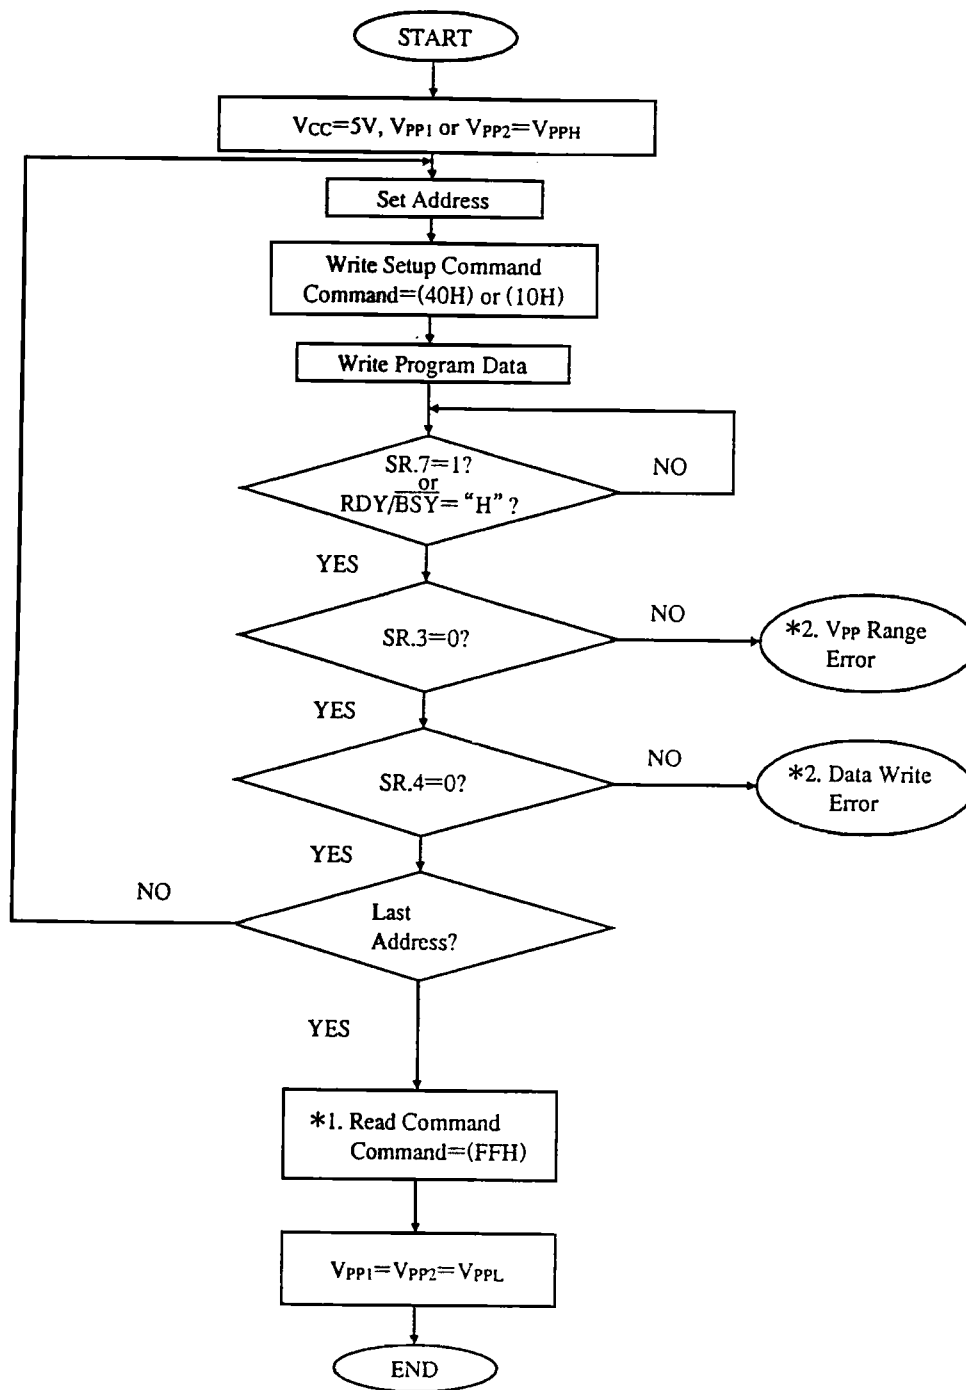 START
VCC=5V, VPP1 or VPP2=VPPH
Set Address
Write Setup Command
Command=(40H) or (10H)
Write Program Data
SR.7=1?
or
RDY/BSY= "H" ?
NO
YES
SR.3=0?
NO
*2. VPP Range
Error
YES
SR.4=0?
NO
*2. Data Write
Error
YES
NO
Last
Address?
YES
*1. Read Command
Command=(FFH)
VPP1=VPP2=VPPL
END